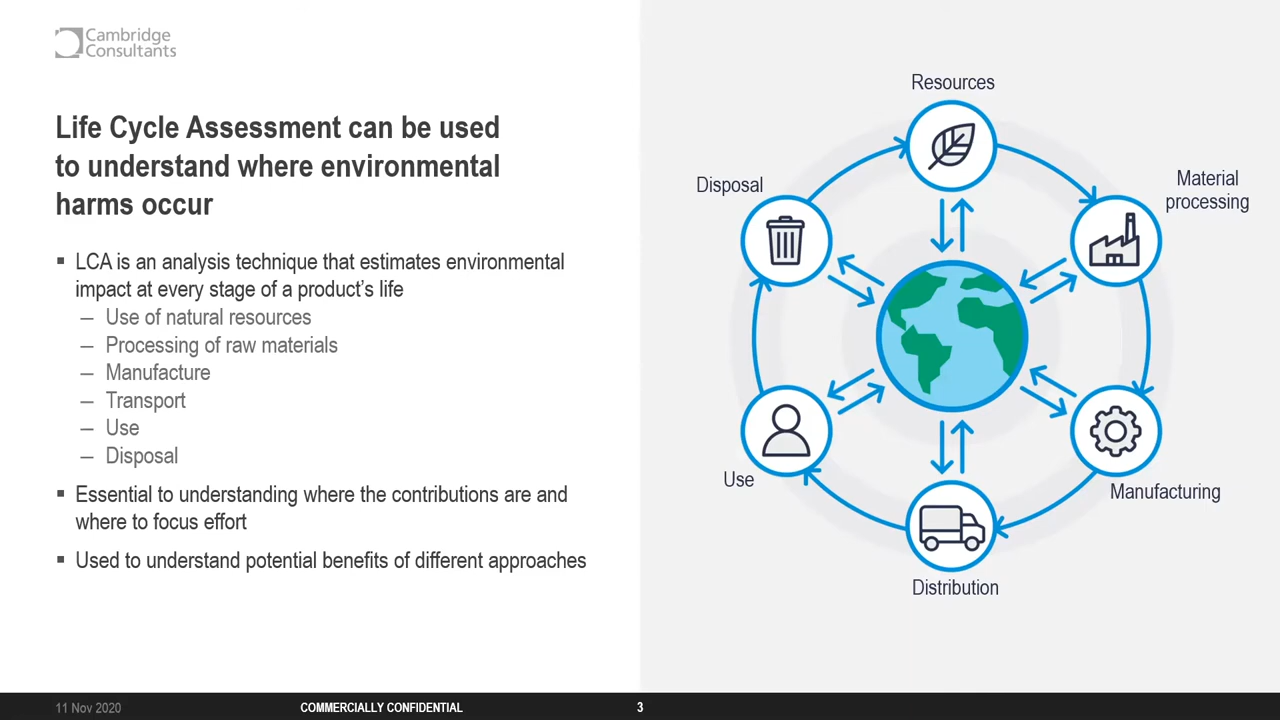 Cambridge
Consultants
Life Cycle Assessment can be used
to understand where environmental
harms occur
▪ LCA is an analysis technique that estimates environmental
impact at every stage of a product’s life
– Use of natural resources
– Processing of raw materials
– Manufacture
– Transport
– Use
– Disposal
▪ Essential to understanding where the contributions are and
where to focus effort
▪ Used to understand potential benefits of different approaches
Resources
Material
processing
Manufacturing
Distribution
Use
Disposal
11 Nov 2020
COMMERCIALLY CONFIDENTIAL
3